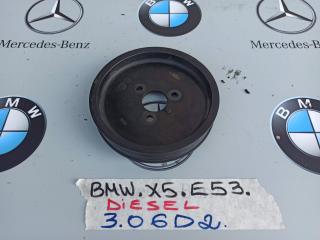 Mercedes-Benz
Mercedes-Benz
BMW
BMW
BMW
BMW.X5.E53.
DiESEL
3.0 6D2.